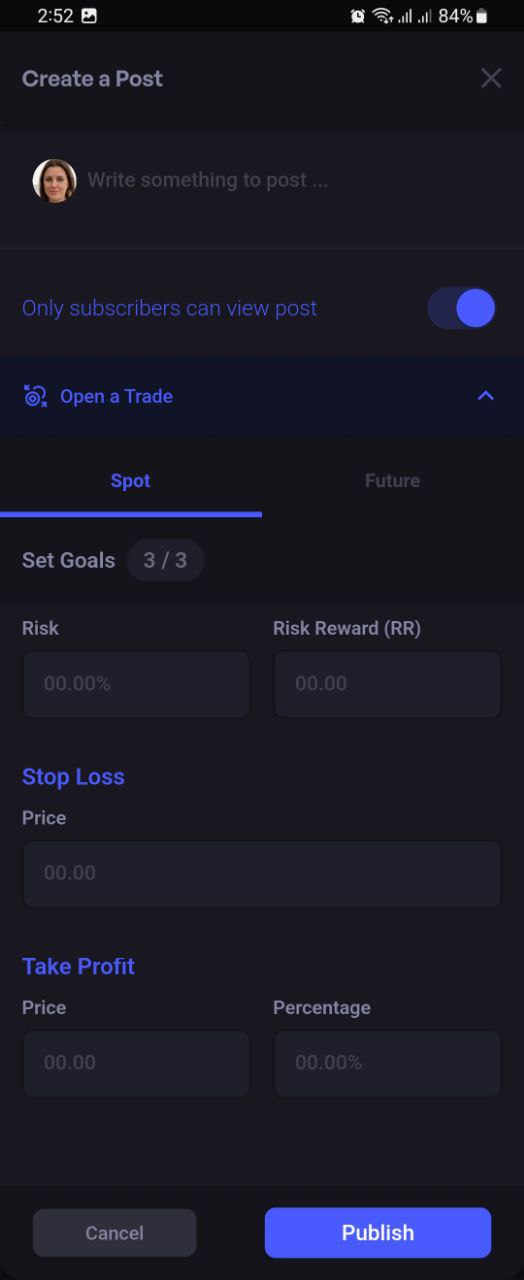 2:52 84%
Create a Post
Write something to post ...
Only subscribers can view post
Open a Trade
Spot Future
Set Goals 3 / 3
Risk Risk Reward (RR)
00.00% 00.00
Stop Loss
Price
00.00
Take Profit
Price Percentage
00.00 00.00%
Cancel Publish